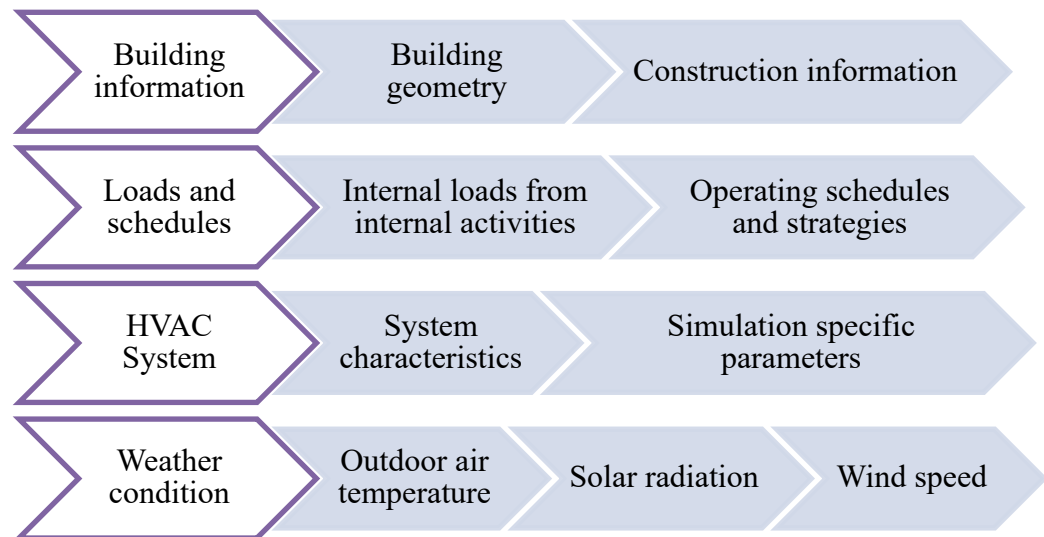 Building
information
Building
geometry
Construction information
Loads and
schedules
Internal loads from
internal activities
Operating schedules
and strategies
HVAC
System
System
characteristics
Simulation specific
parameters
Weather
condition
Outdoor air
temperature
Solar radiation
Wind speed